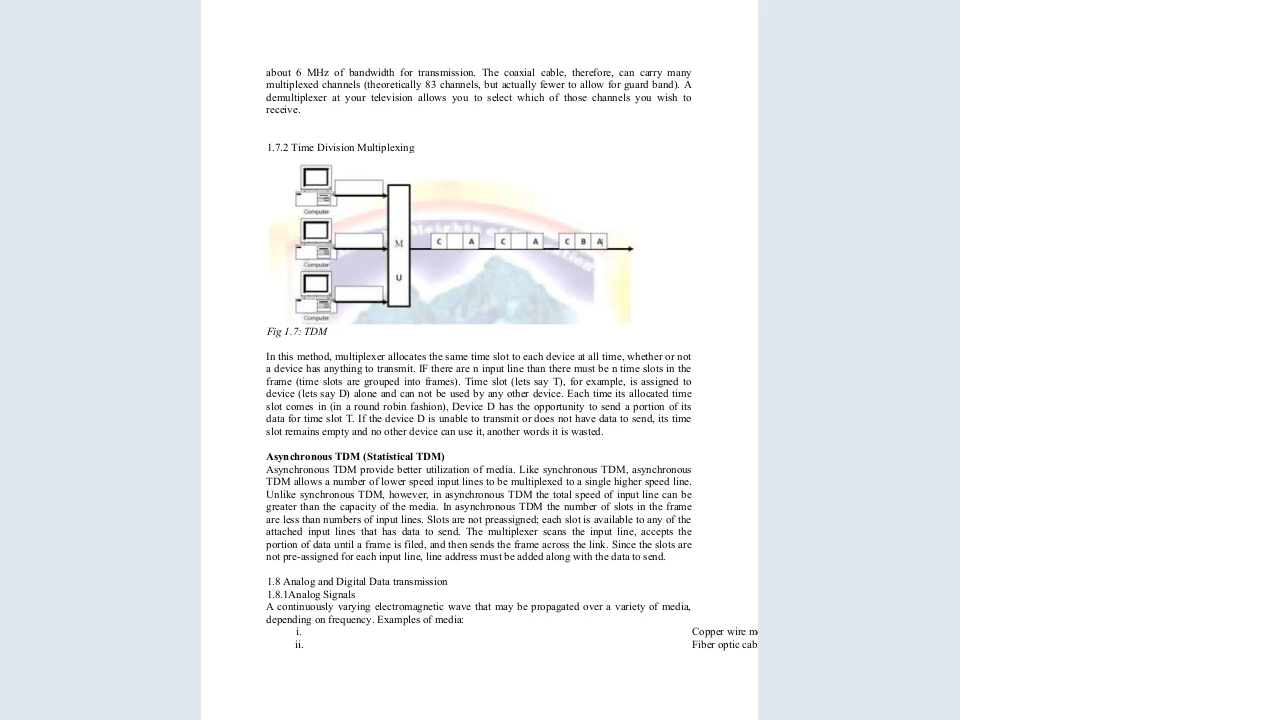 about 6 MHz of bandwidth for transmission. The coaxial cable, therefore, can carry many
multiplexed channels (theoretically 83 channels, but actually fewer to allow for guard band). A
demultiplexer at your television allows you to select which of those channels you wish to
receive.
1.7.2 Time Division Multiplexing
Computer
Computer
Computer
M
U
C A
C A
C B A
Fig 1.7: TDM
In this method, multiplexer allocates the same time slot to each device at all time, whether or not
a device has anything to transmit. IF there are n input line than there must be n time slots in the
frame (time slots are grouped into frames). Time slot (lets say T), for example, is assigned to
device (lets say D) alone and can not be used by any other device. Each time its allocated time
slot comes in (in a round robin fashion), Device D has the opportunity to send a portion of its
data for time slot T. If the device D is unable to transmit or does not have data to send, its time
slot remains empty and no other device can use it, another words it is wasted.
Asynchronous TDM (Statistical TDM)
Asynchronous TDM provide better utilization of media. Like synchronous TDM, asynchronous
TDM allows a number of lower speed input lines to be multiplexed to a single higher speed line.
Unlike synchronous TDM, however, in asynchronous TDM the total speed of input line can be
greater than the capacity of the media. In asynchronous TDM the number of slots in the frame
are less than numbers of input lines. Slots are not preassigned; each slot is available to any of the
attached input lines that has data to send. The multiplexer scans the input line, accepts the
portion of data until a frame is filed, and then sends the frame across the link. Since the slots are
not pre-assigned for each input line, line address must be added along with the data to send.
1.8 Analog and Digital Data transmission
1.8.1Analog Signals
A continuously varying electromagnetic wave that may be propagated over a variety of media,
depending on frequency. Examples of media:
i. Copper wire
ii. Fiber optic